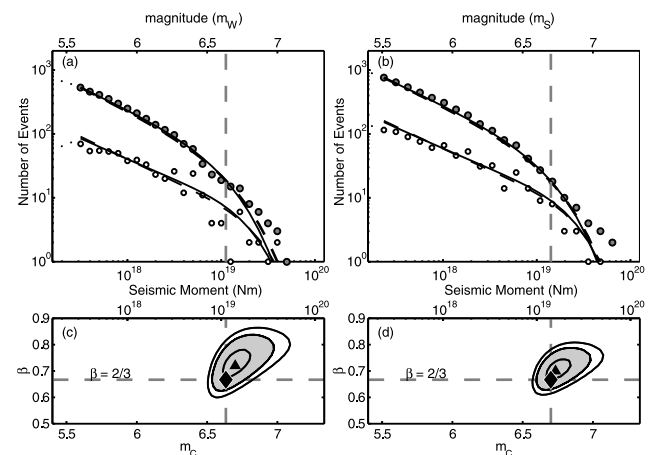 magnitude (m_W) magnitude (m_S)
5.5 6 6.5 7 5.5 6 6.5 7
(a) (b)
Number of Events Number of Events
10^3 10^3
10^2 10^2
10^1 10^1
10^0 10^0
10^18 10^19 10^20 10^18 10^19 10^20
Seismic Moment (Nm) Seismic Moment (Nm)
10^18 10^19 10^20 10^18 10^19 10^20
0.9 0.9
(c) (d)
0.8 0.8
β 0.7 β 0.7
β = 2/3 β = 2/3
0.6 0.6
0.5 0.5
5.5 6 6.5 7 5.5 6 6.5 7
m_C m_C